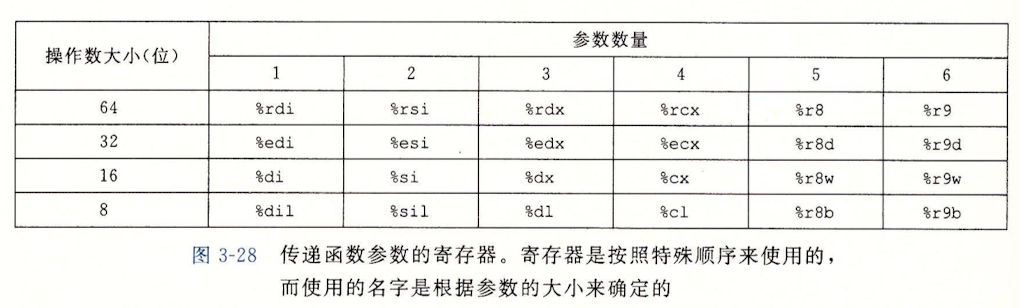 操作数大小(位) 参数数量
1 2 3 4 5 6
64 %rdi %rsi %rdx %rcx %r8 %r9
32 %edi %esi %edx %ecx %r8d %r9d
16 %di %si %dx %cx %r8w %r9w
8 %dil %sil %dl %cl %r8b %r9b
图 3-28 传递函数参数的寄存器。寄存器是按照特殊顺序来使用的，
而使用的名字是根据参数的大小来确定的